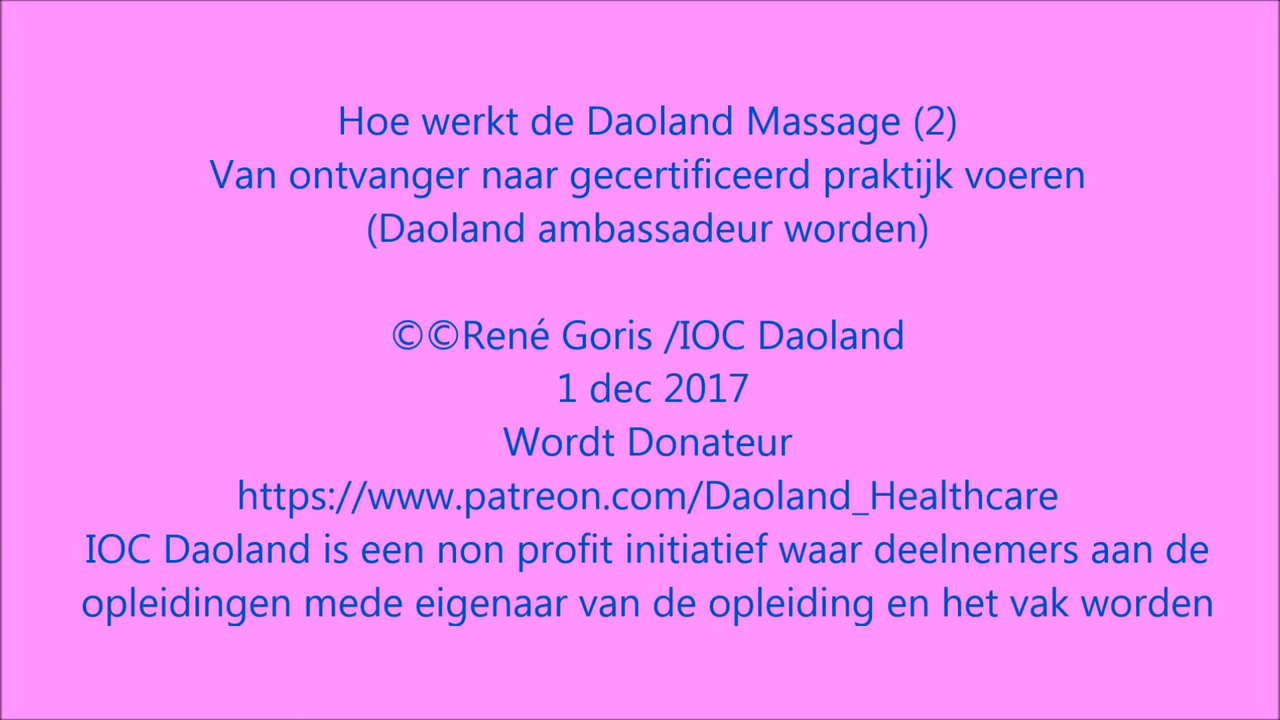 Hoe werkt de Daoland Massage (2)
Van ontvanger naar gecertificeerd praktijk voeren
(Daoland ambassadeur worden)
©©René Goris /IOC Daoland
1 dec 2017
Wordt Donateur
https://www.patreon.com/Daoland_Healthcare
IOC Daoland is een non profit initiatief waar deelnemers aan de
opleidingen mede eigenaar van de opleiding en het vak worden